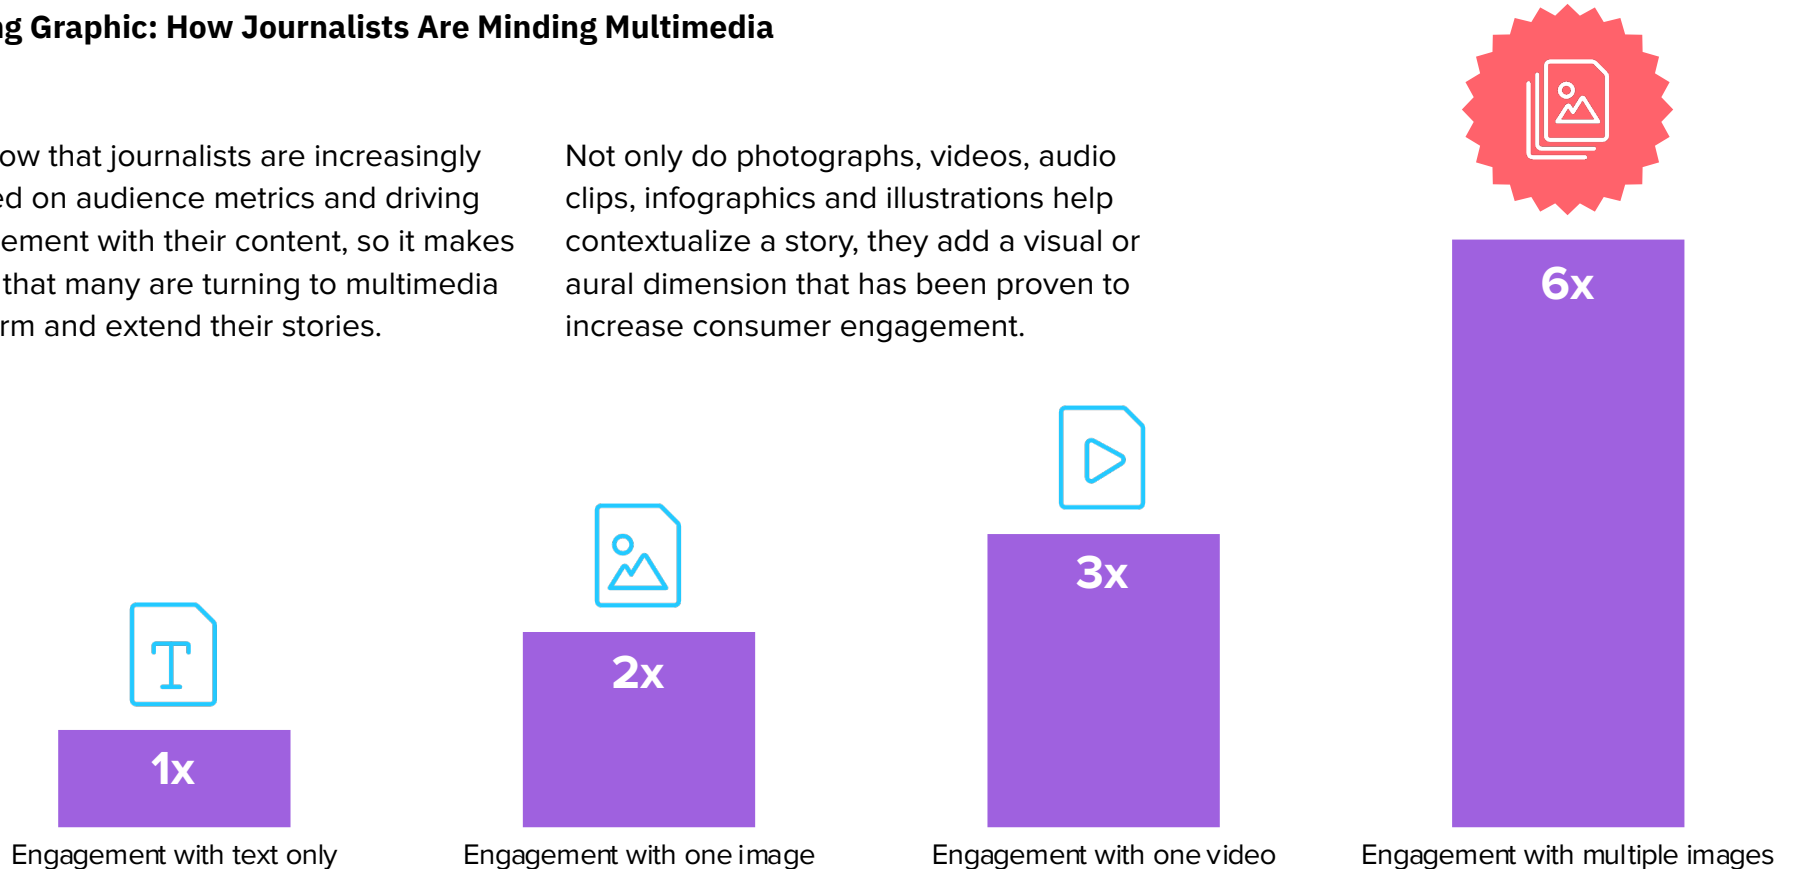 Graphic: How Journalists Are Minding Multimedia
that journalists are increasingly
on audience metrics and driving
with their content, so it makes
that many are turning to multimedia
and extend their stories.
Not only do photographs, videos, audio
clips, infographics and illustrations help
contextualize a story, they add a visual or
aural dimension that has been proven to
increase consumer engagement.
6x
3x
2x
T
1x
Engagement with text only
Engagement with one image
Engagement with one video
Engagement with multiple images